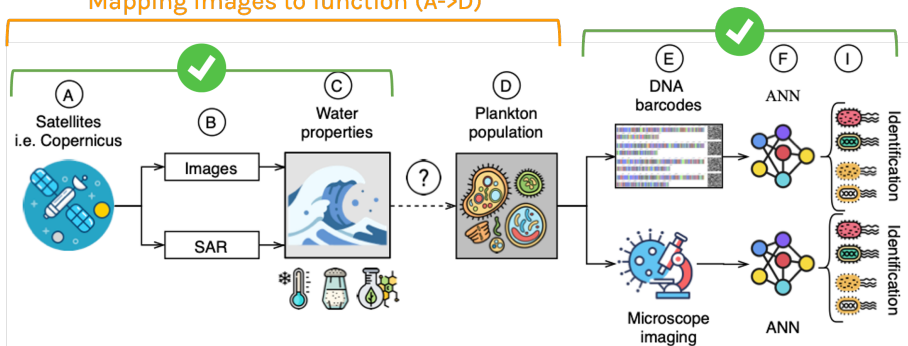 Mapping images to function (A->D)
A
Satellites
i.e. Copernicus
B
Images
SAR
C
Water
properties
?
D
Plankton
population
E
DNA
barcodes
Microscope
imaging
F
ANN
ANN
I
Identification
Identification